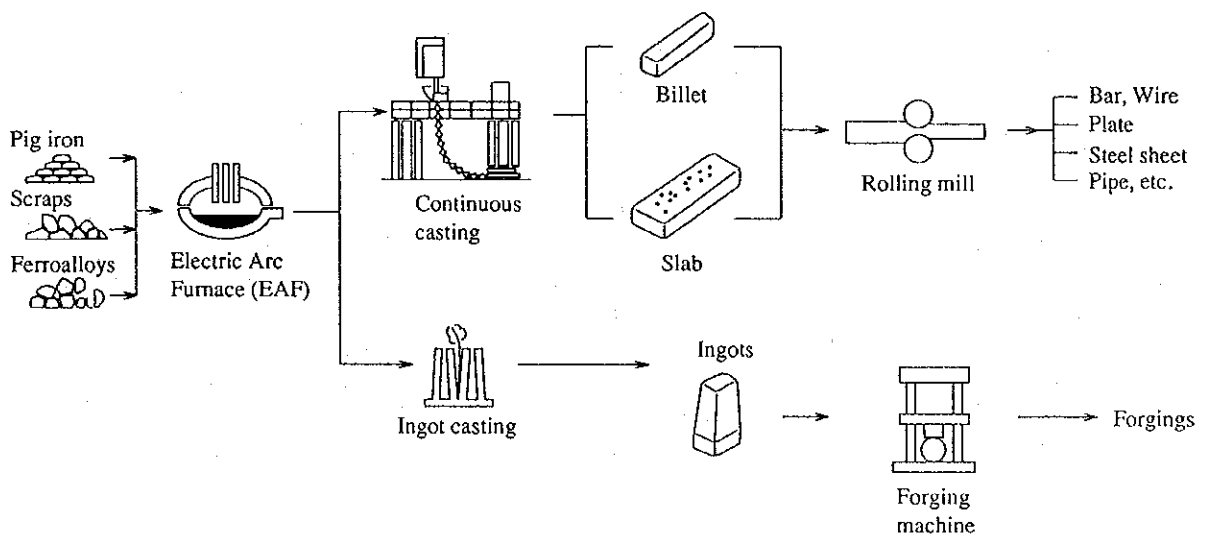 Pig iron
Scraps
Ferroalloys
Electric Arc
Furnace (EAF)
Continuous
casting
Billet
Slab
Rolling mill
Bar, Wire
Plate
Steel sheet
Pipe, etc.
Ingot casting
Ingots
Forging
machine
Forgings